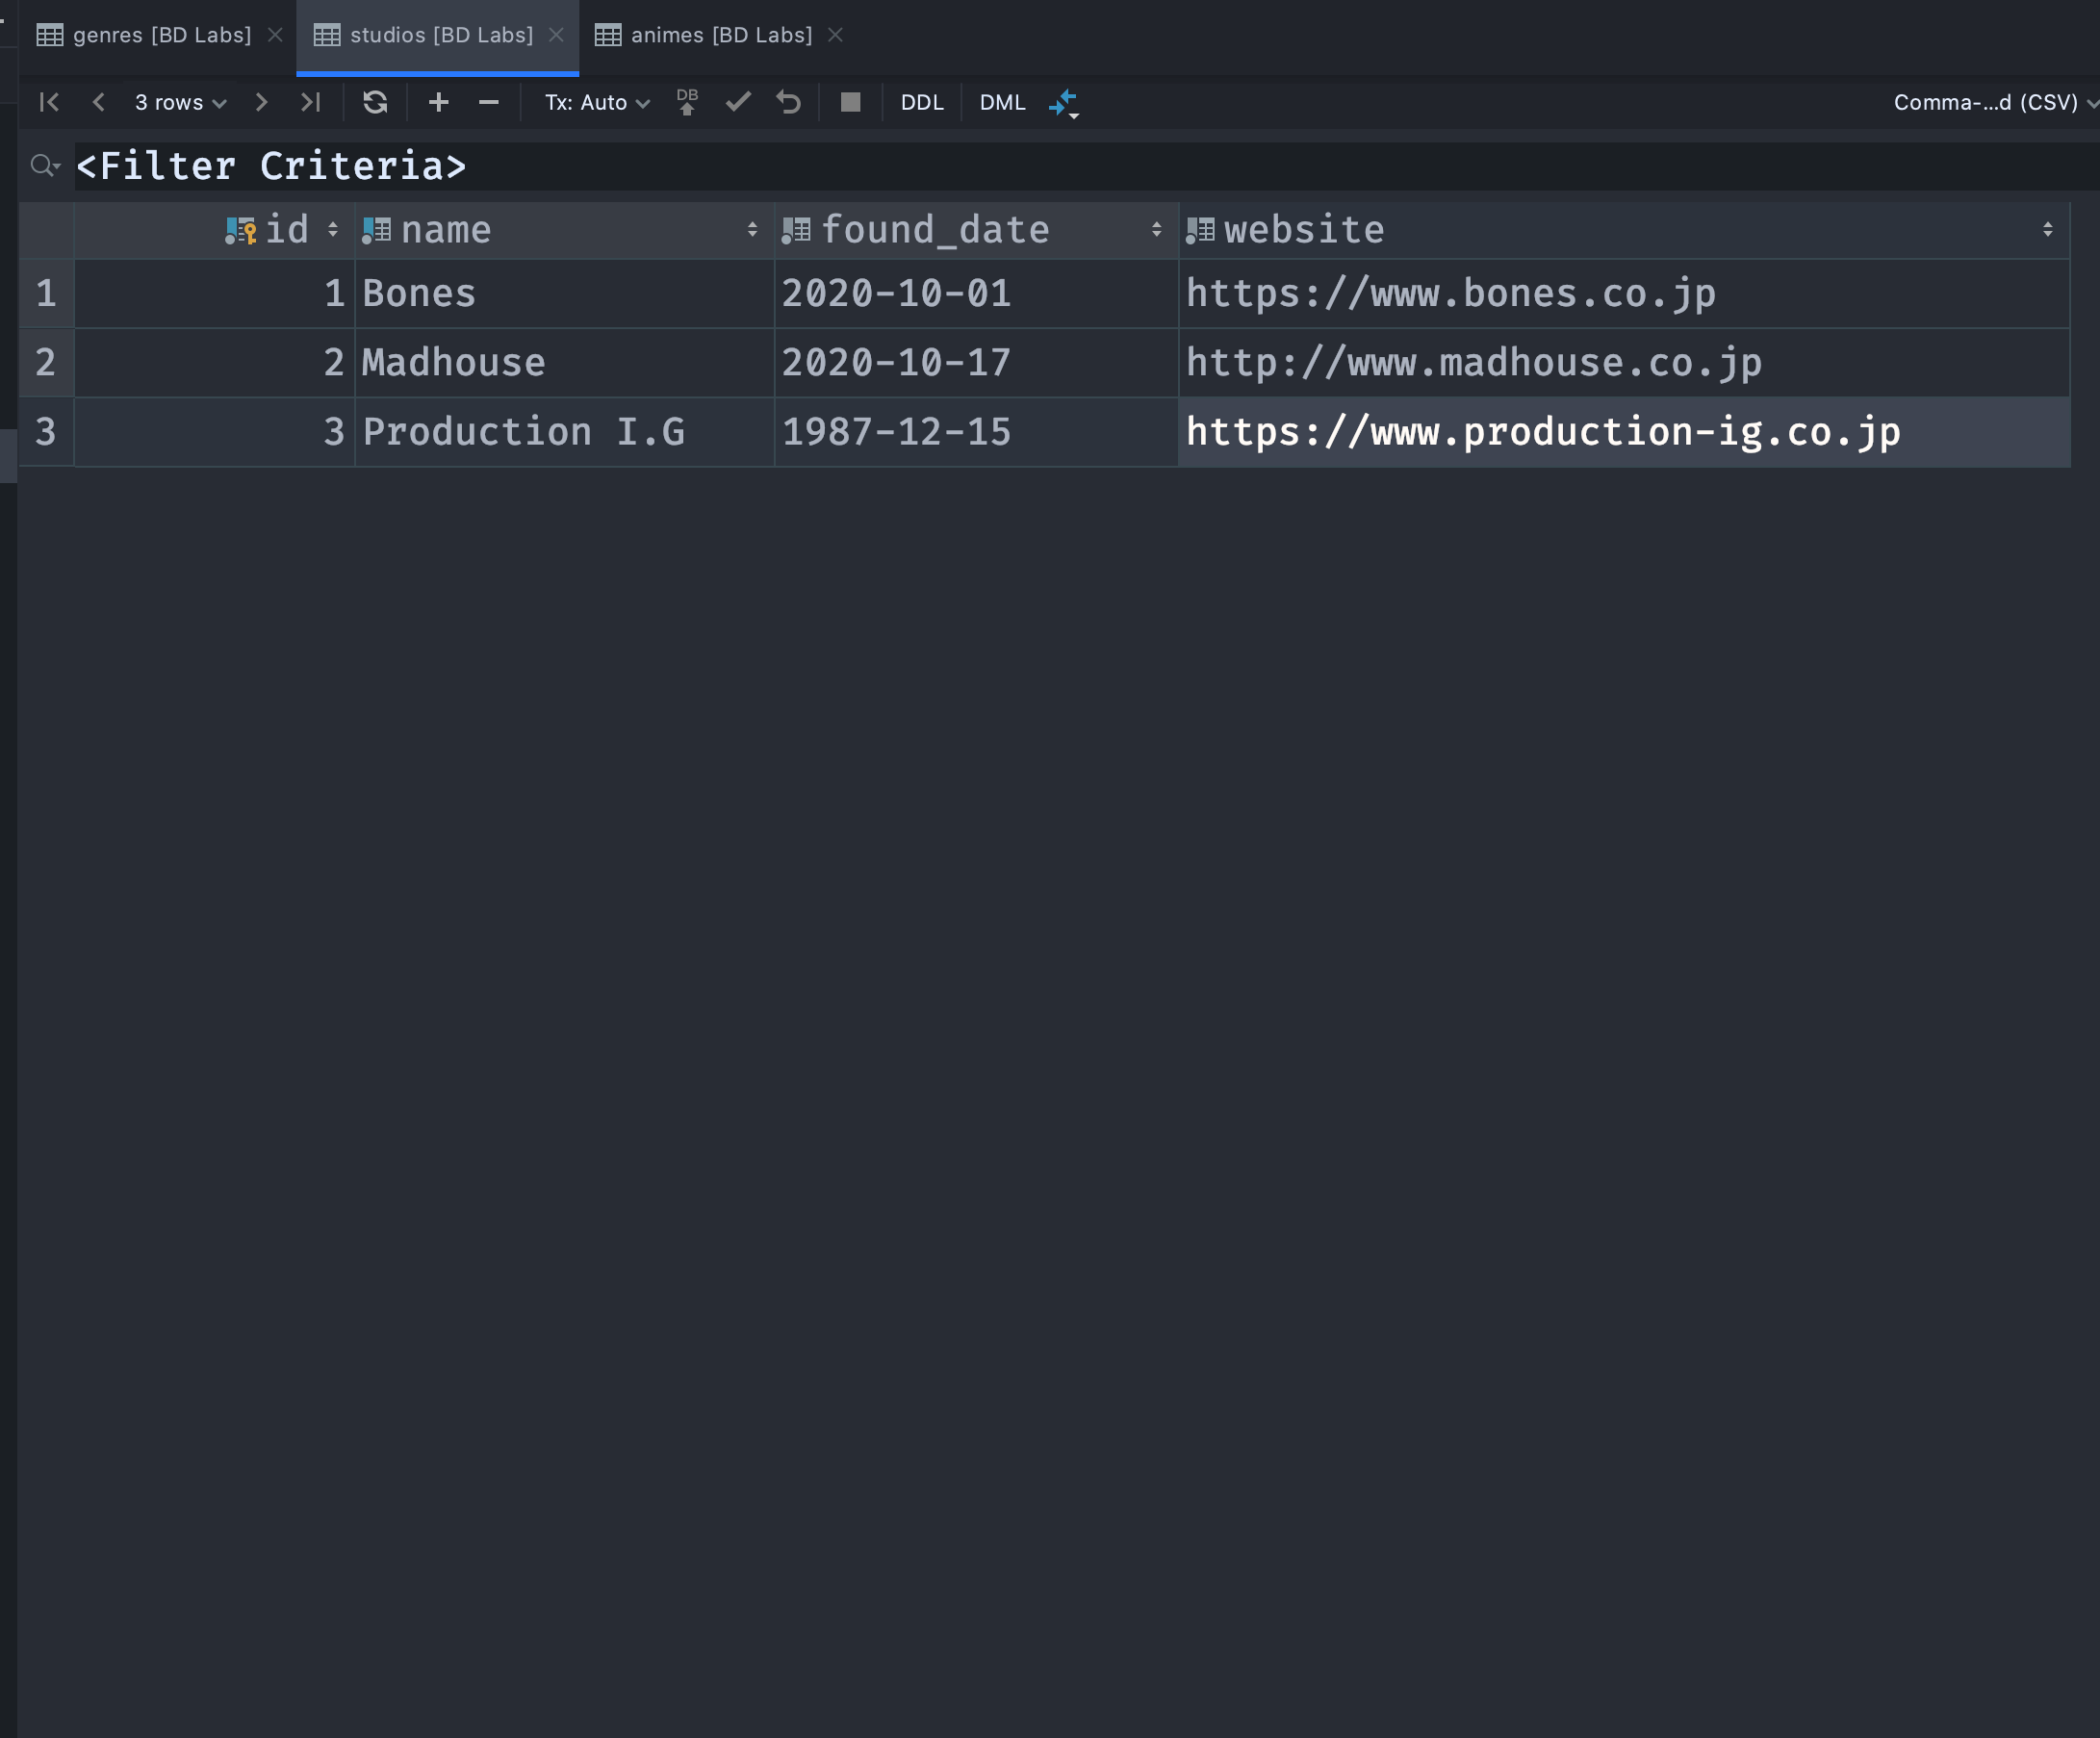 genres [BD Labs] studios [BD Labs] animes [BD Labs]
3 rows Tx: Auto DB DDL DML Comma-...d (CSV)
<Filter Criteria>
id name found_date website
1 1 Bones 2020-10-01 https://www.bones.co.jp
2 2 Madhouse 2020-10-17 http://www.madhouse.co.jp
3 3 Production I.G 1987-12-15 https://www.production-ig.co.jp